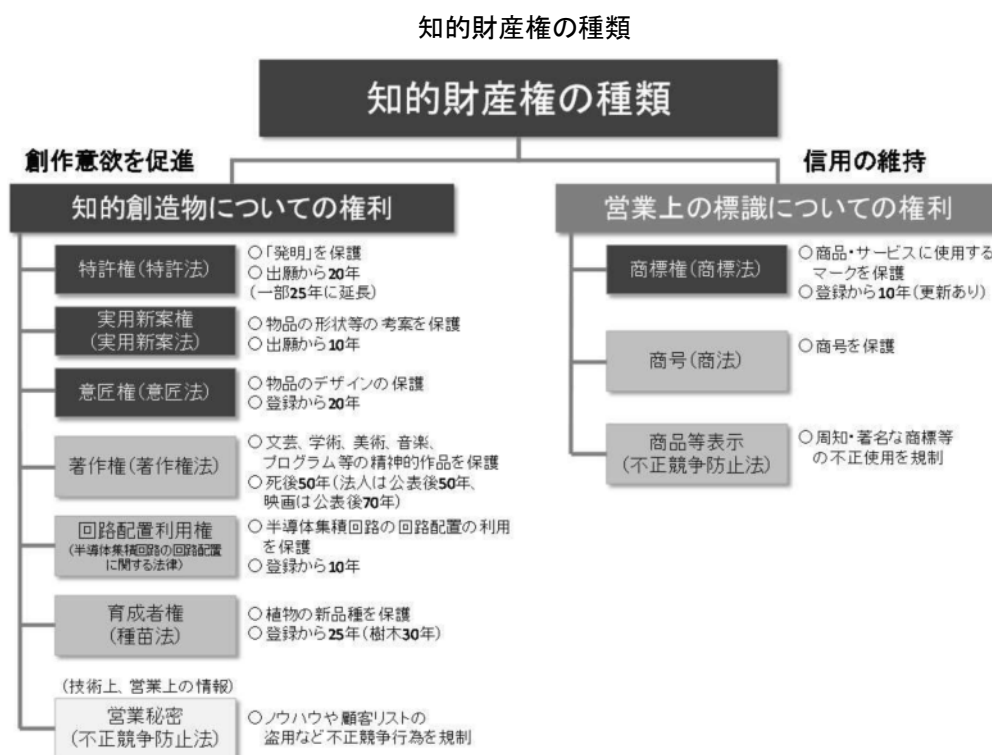 知的財産権の種類
知的財産権の種類
創作意欲を促進
知的創造物についての権利
特許権(特許法)
○「発明」を保護
○出願から20年
(一部25年に延長)
実用新案権
(実用新案法)
○物品の形状等の考案を保護
○出願から10年
意匠権(意匠法)
○物品のデザインの保護
○登録から20年
著作権(著作権法)
○文芸、学術、美術、音楽、
プログラム等の精神的作品を保護
○死後50年(法人は公表後50年、
映画は公表後70年)
回路配置利用権
(半導体集積回路の回路配置
に関する法律)
○半導体集積回路の回路配置の利用
を保護
○登録から10年
育成者権
(種苗法)
○植物の新品種を保護
○登録から25年(樹木30年)
(技術上、営業上の情報)
営業秘密
(不正競争防止法)
○ノウハウや顧客リストの
盗用など不正競争行為を規制
信用の維持
営業上の標識についての権利
商標権(商標法)
○商品・サービスに使用する
マークを保護
○登録から10年(更新あり)
商号(商法)
○商号を保護
商品等表示
(不正競争防止法)
○周知・著名な商標等
の不正使用を規制